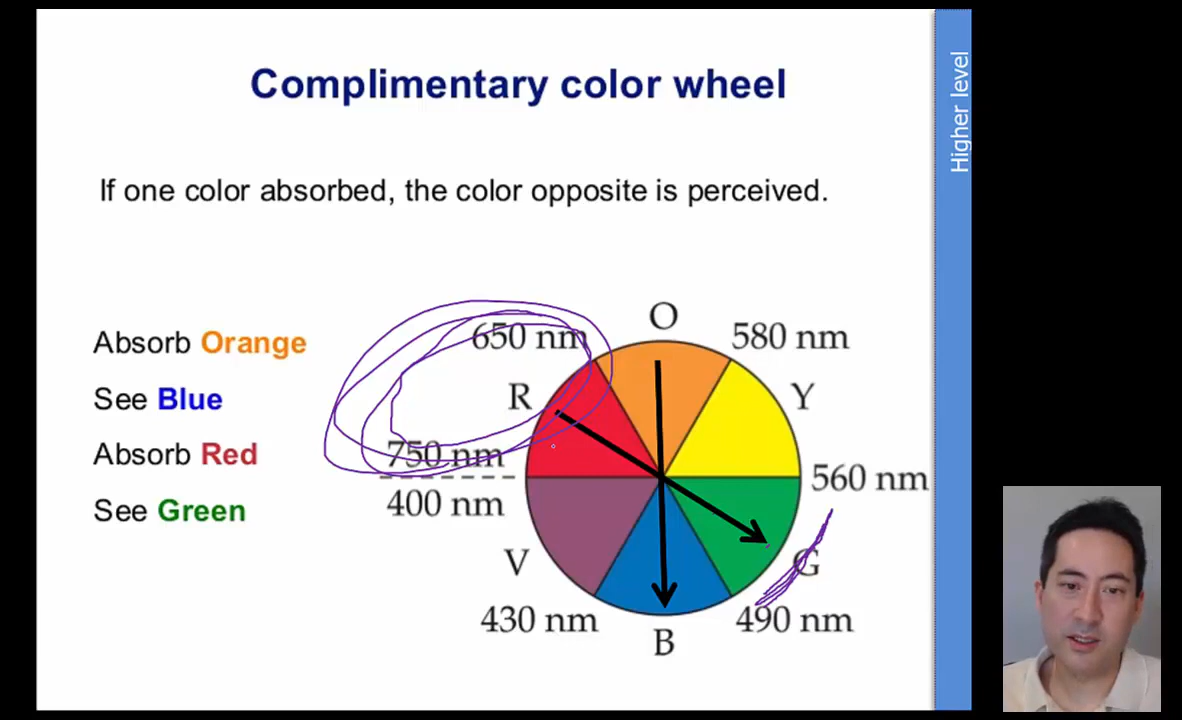 Complimentary color wheel
Higher level
If one color absorbed, the color opposite is perceived.
Absorb Orange
See Blue
Absorb Red
See Green
O
650 nm
580 nm
R
Y
750 nm
560 nm
400 nm
V
G
430 nm
490 nm
B